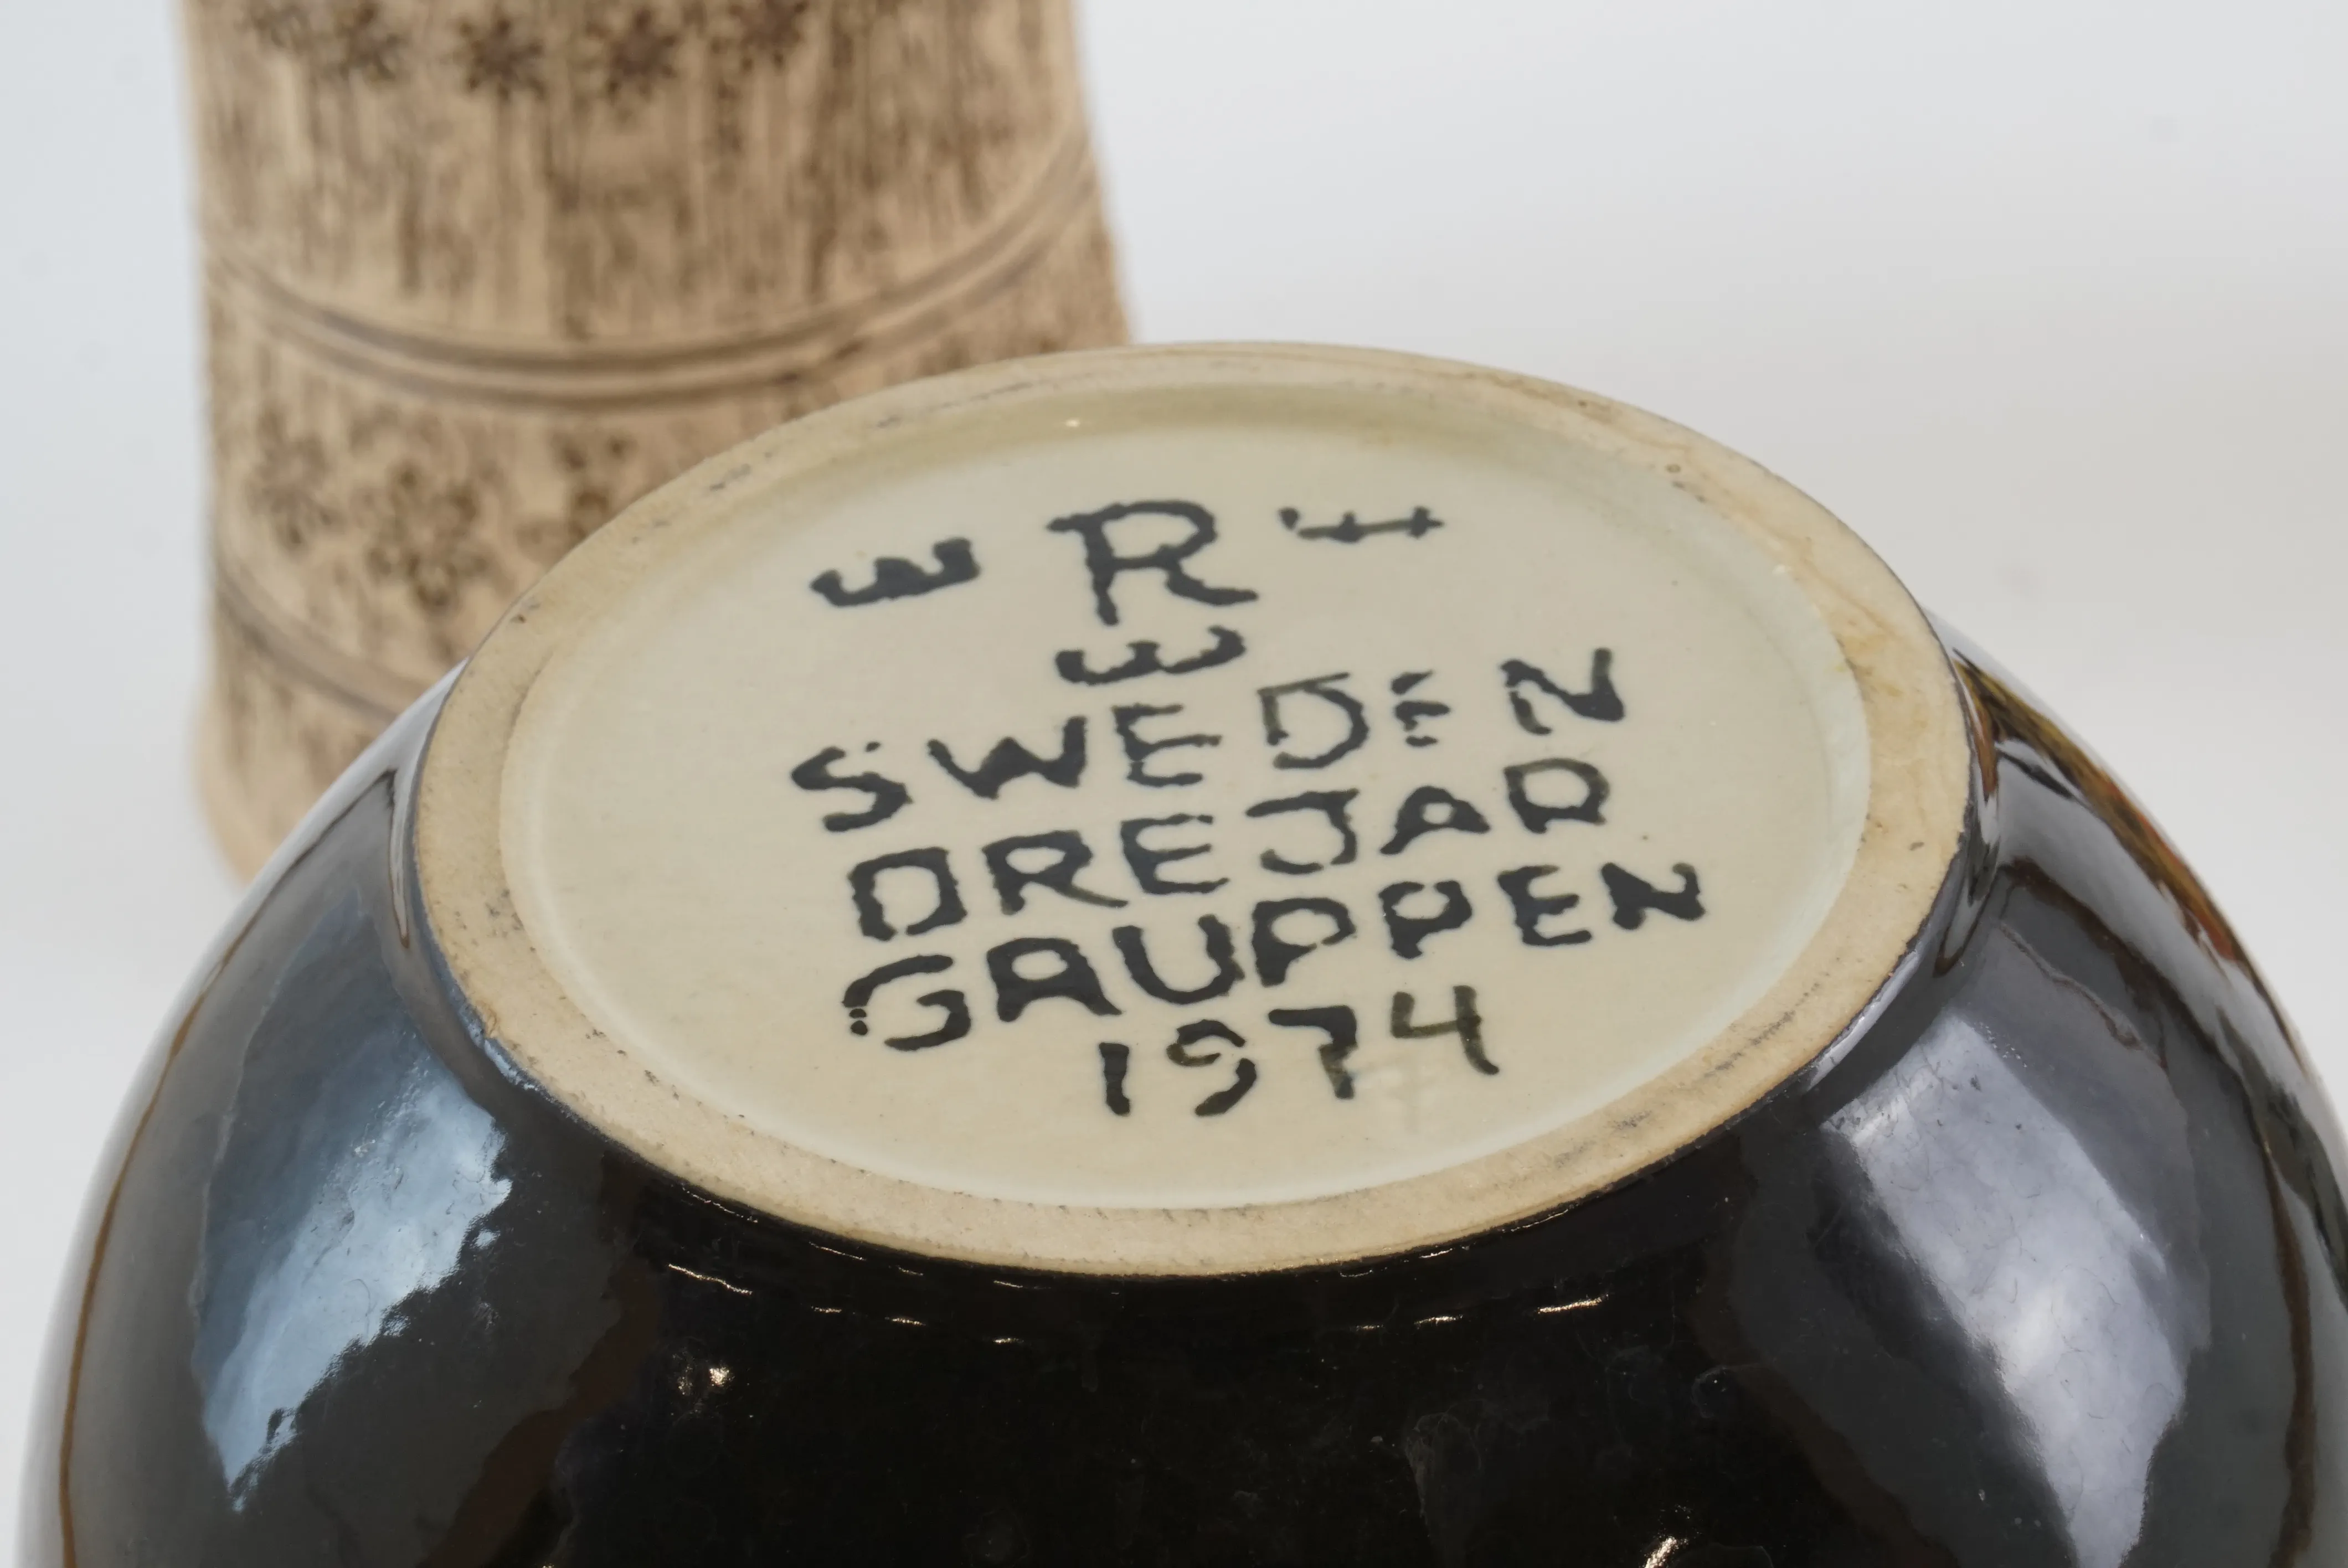 R
SWEDEN
DREJAR
GRUPPEN
1974